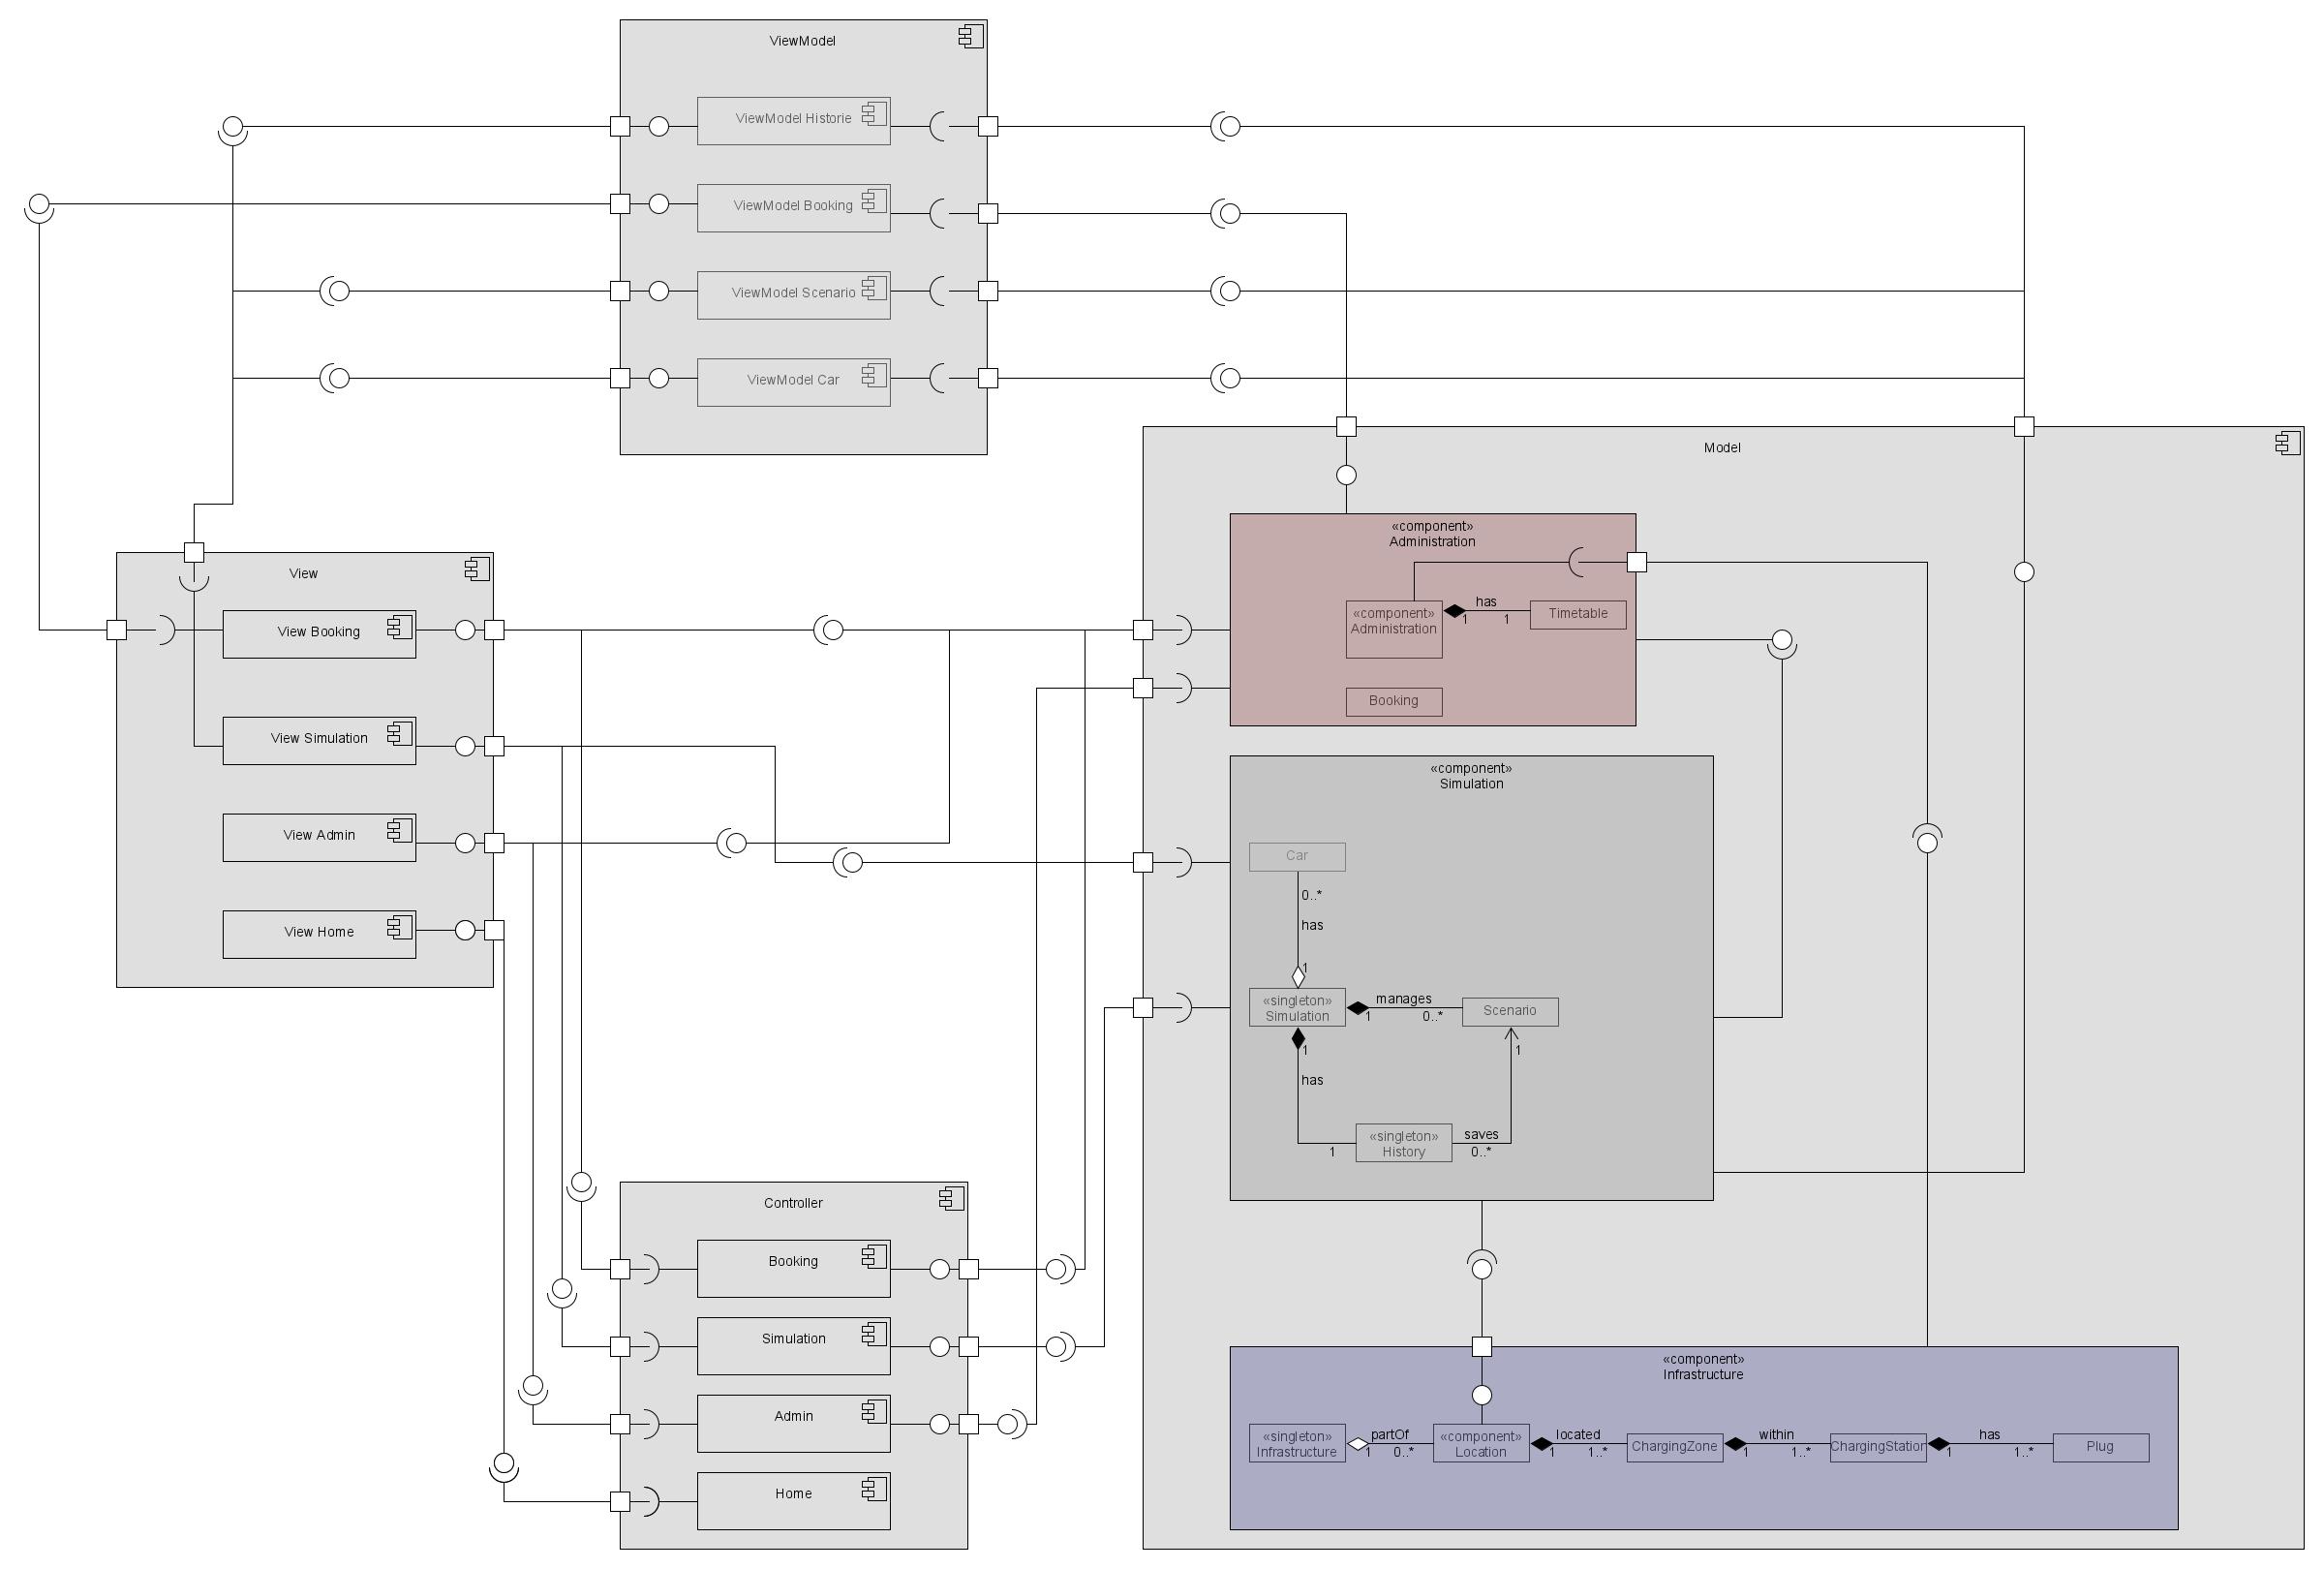 ViewModel
ViewModel Historie
ViewModel Booking
ViewModel Scenario
ViewModel Car
View
View Booking
View Simulation
View Admin
View Home
Controller
Booking
Simulation
Admin
Home
Model
«component»
Administration
«component»
Administration
has
1
1
Timetable
Booking
«component»
Simulation
Car
0..*
has
1
«singleton»
Simulation
manages
1
0..*
Scenario
1
has
1
«singleton»
History
saves
0..*
1
«component»
Infrastructure
«singleton»
Infrastructure
partOf
1
0..*
«component»
Location
located
1
1..*
ChargingZone
within
1
1..*
ChargingStation
has
1
1..*
Plug